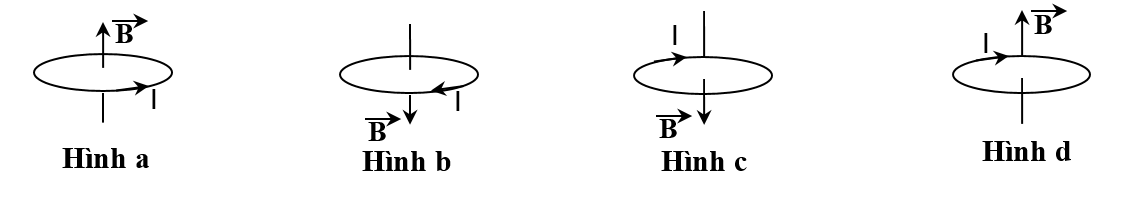 B I
Hình a
I B
Hình b
I B
Hình c
I B
Hình d